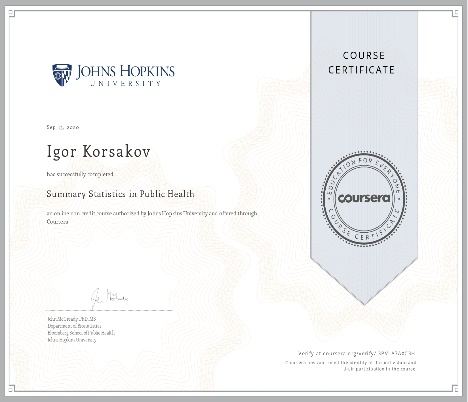 JOHNS HOPKINS
UNIVERSITY
COURSE
CERTIFICATE
Sep 15, 2020
Igor Korsakov
has successfully completed
Summary Statistics in Public Health
an online non-credit course authorized by Johns Hopkins University and offered through
Coursera
EDUCATION FOR EVERYONE
coursera
COURSE CERTIFICATE
John McGready, PhD, MS
Department of Biostatistics
Bloomberg School of Public Health
Johns Hopkins University
Verify at coursera.org/verify/
Coursera has confirmed the identity of this individual and
their participation in the course.